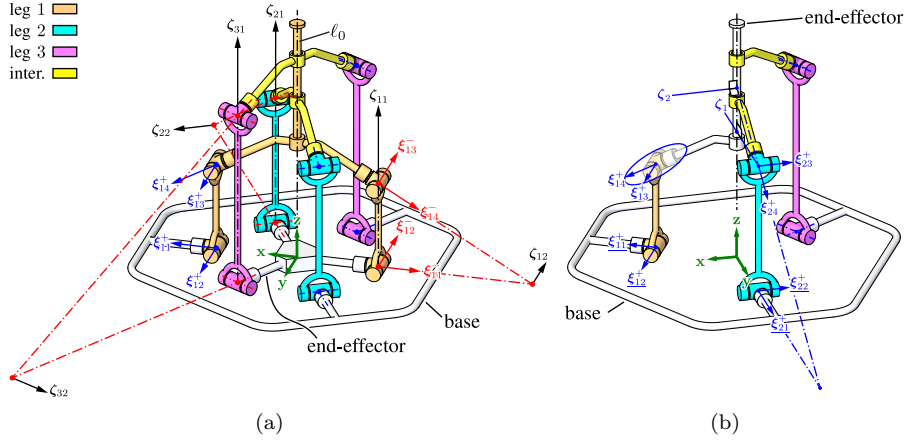 leg 1
leg 2
leg 3
inter.
ζ31
ζ21
ℓ0
ζ11
ζ22
ξ13−
ξ14+
ξ13+
ξ14−
ξ12−
ξ11+
ξ12+
ξ11−
ζ12
z
x
y
base
end-effector
ζ32
(a)
end-effector
ζ2
ζ1
ξ23+
ξ14+
ξ13+
ξ24+
z
ξ11+
ξ12+
x
y
ξ22+
base
ξ21+
(b)